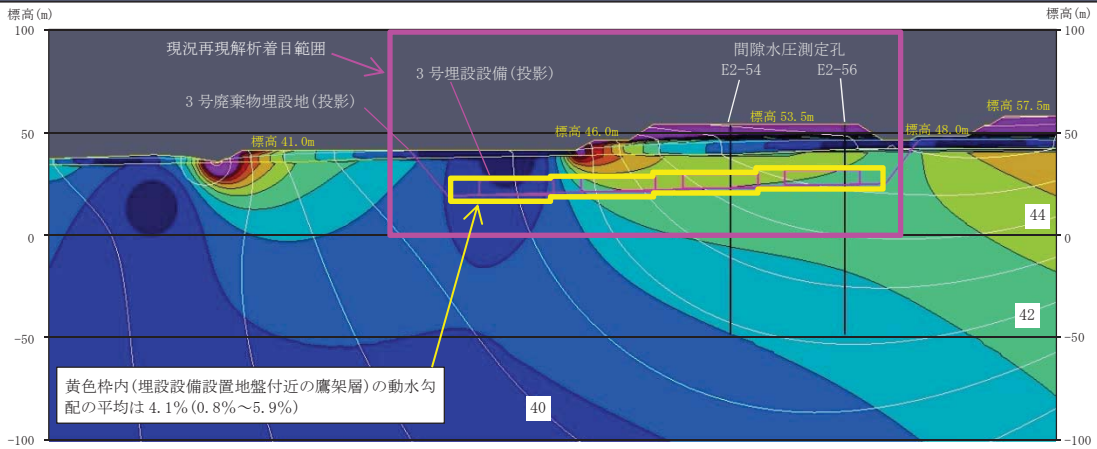 標高(m)
標高(m)
100
100
現況再現解析着目範囲
間隙水圧測定孔
3 号埋設設備(投影)
E2-54
E2-56
3 号廃棄物埋設地(投影)
標高 57.5m
標高 53.5m
50
標高 41.0m
標高 46.0m
標高 48.0m
50
44
0
0
42
-50
-50
黄色枠内(埋設設備設置地盤付近の鷹架層)の動水勾
配の平均は 4.1%(0.8%～5.9%)
40
-100
-100